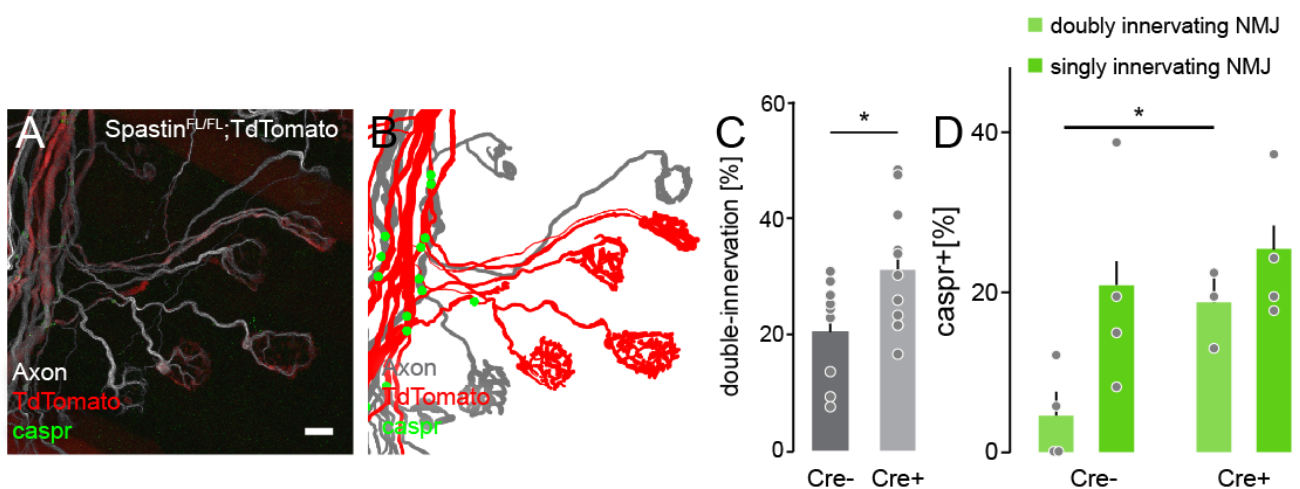 doubly innervating NMJ
singly innervating NMJ
A
Spastin^FL/FL;TdTomato
Axon
TdTomato
caspr
B
Axon
TdTomato
caspr
C
double-innervation [%]
60
40
20
0
*
Cre-
Cre+
D
caspr+[%]
40
20
0
*
Cre-
Cre+